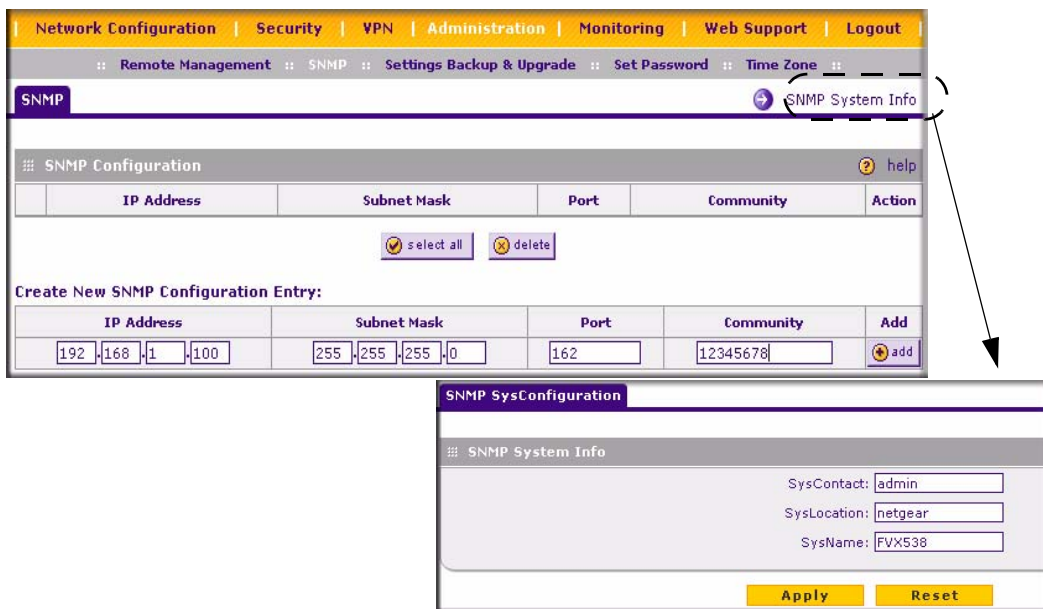 Network Configuration | Security | VPN | Administration | Monitoring | Web Support | Logout
:: Remote Management :: SNMP :: Settings Backup & Upgrade :: Set Password :: Time Zone ::
SNMP SNMP System Info
SNMP Configuration help
IP Address Subnet Mask Port Community Action
select all delete
Create New SNMP Configuration Entry:
IP Address Subnet Mask Port Community Add
192 .168 .1 .100 255 .255 .255 .0 162 12345678 add
SNMP SysConfiguration
SNMP System Info
SysContact: admin
SysLocation: netgear
SysName: FVX538
Apply Reset